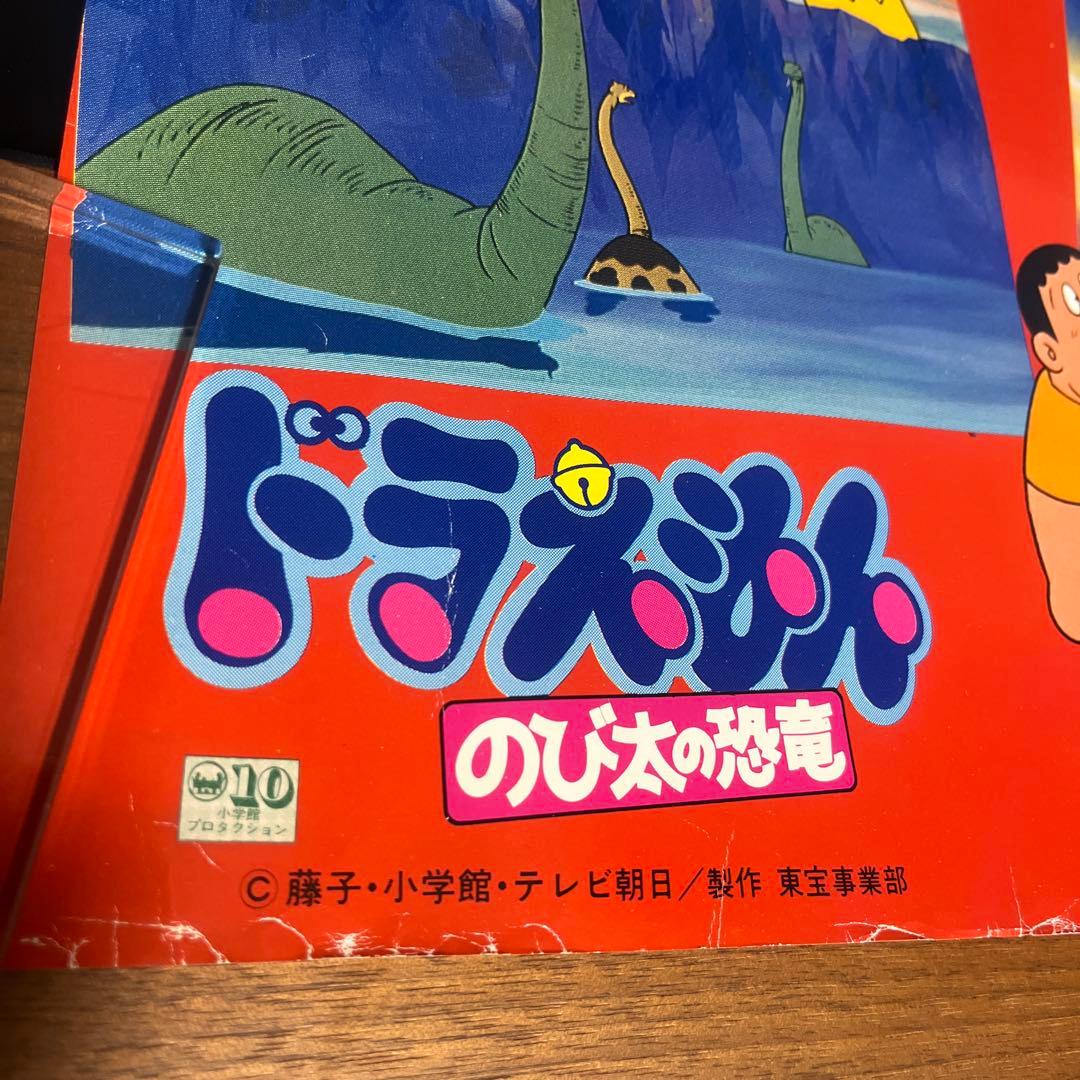 ドラえもん
のび太の恐竜
10
小学館
プロダクション
©藤子・小学館・テレビ朝日／製作 東宝事業部